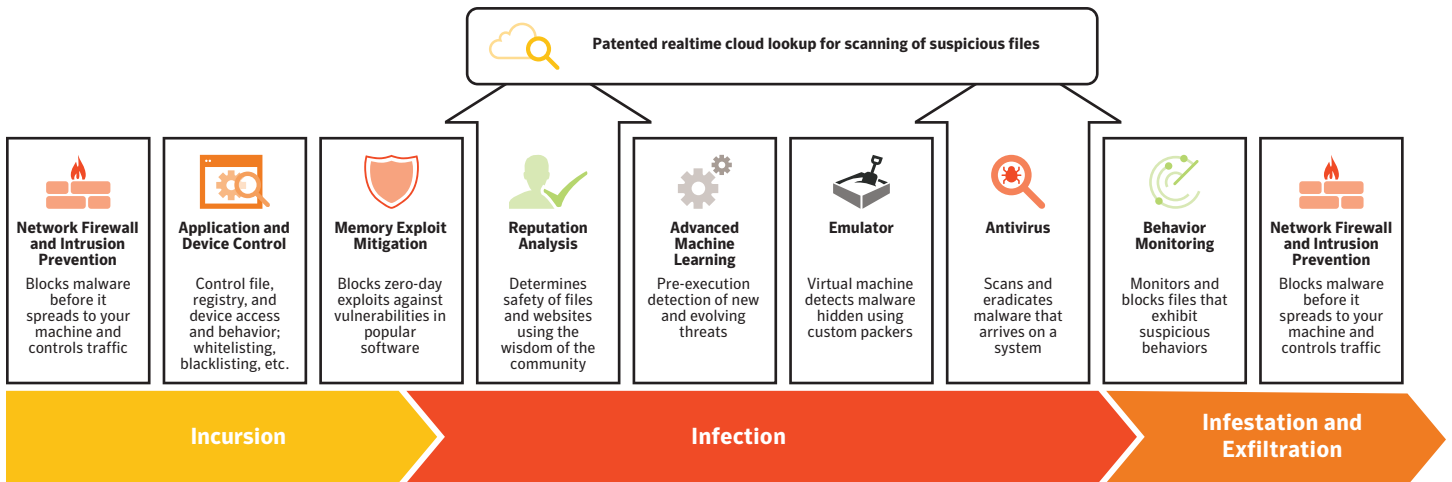 Patented realtime cloud lookup for scanning of suspicious files
Network Firewall
and Intrusion
Prevention
Blocks malware
before it
spreads to your
machine and
controls traffic
Application and
Device Control
Control file,
registry, and
device access
and behavior;
whitelisting,
blacklisting, etc.
Memory Exploit
Mitigation
Blocks zero-day
exploits against
vulnerabilities in
popular
software
Reputation
Analysis
Determines
safety of files
and websites
using the
wisdom of the
community
Advanced
Machine
Learning
Pre-execution
detection of new
and evolving
threats
Emulator
Virtual machine
detects malware
hidden using
custom packers
Antivirus
Scans and
eradicates
malware that
arrives on a
system
Behavior
Monitoring
Monitors and
blocks files that
exhibit
suspicious
behaviors
Network Firewall
and Intrusion
Prevention
Blocks malware
before it
spreads to your
machine and
controls traffic
Incursion
Infection
Infestation and
Exfiltration